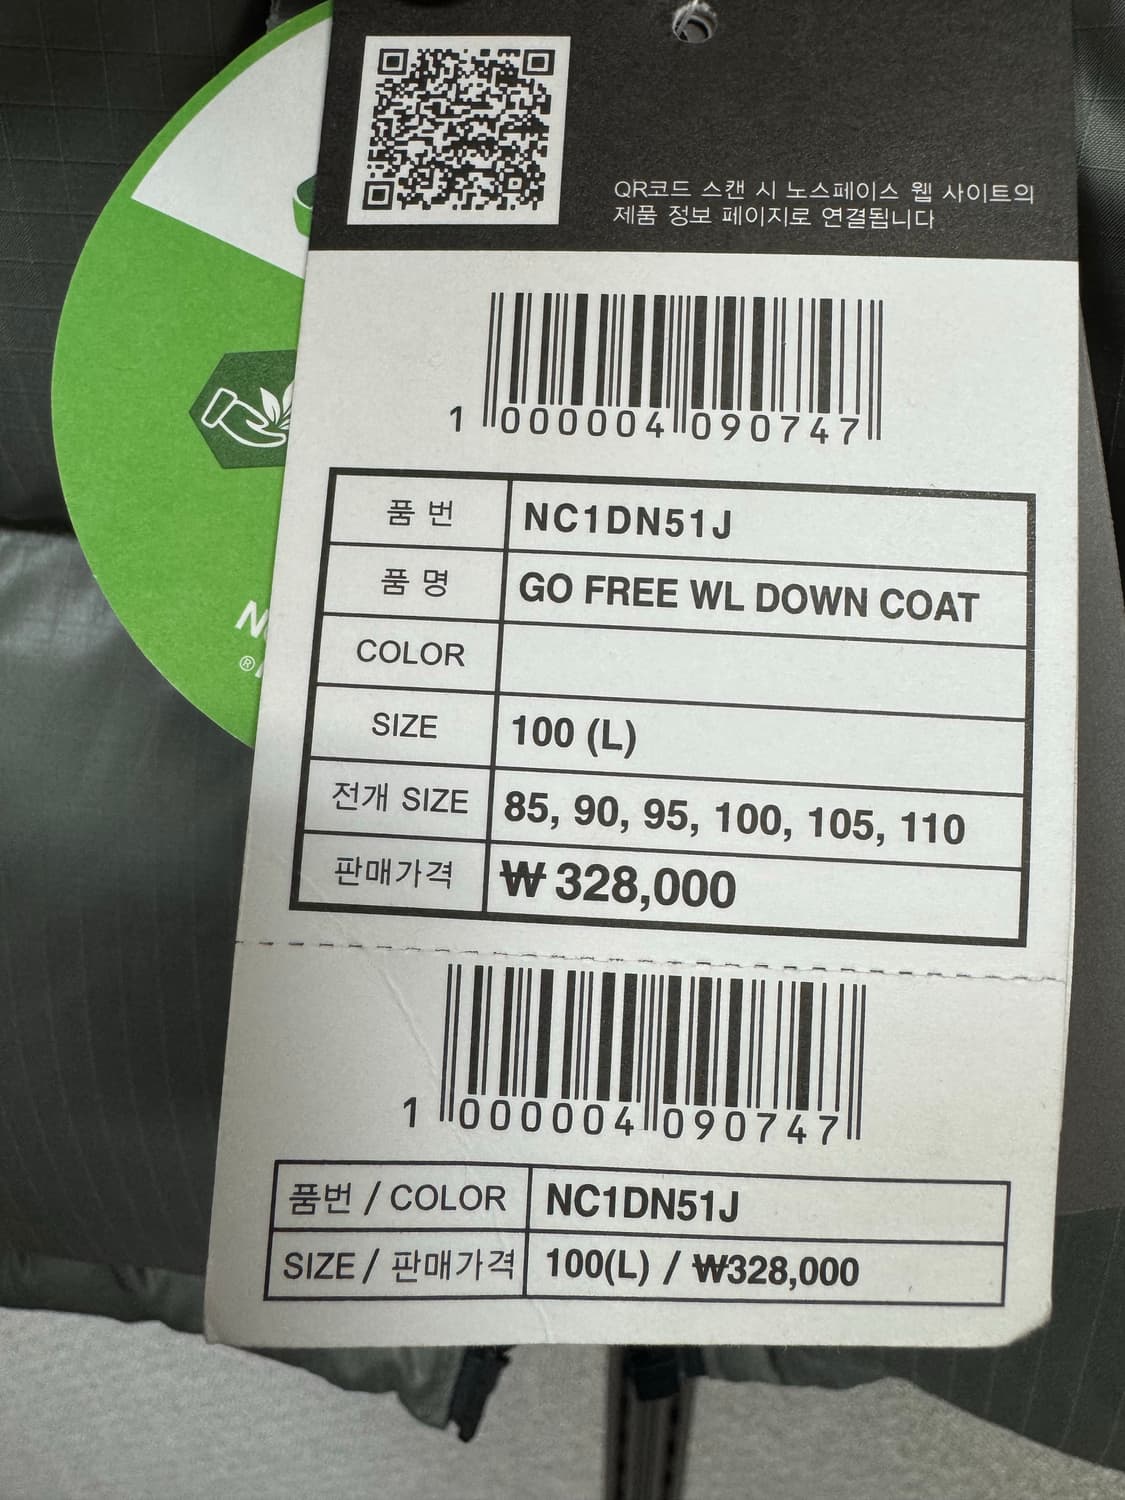 QR코드 스캔 시 노스페이스 웹 사이트의
제품 정보 페이지로 연결됩니다
1 000004 090747
품 번 NC1DN51J
품 명 GO FREE WL DOWN COAT
COLOR
SIZE 100 (L)
전개 SIZE 85, 90, 95, 100, 105, 110
판매가격 ₩ 328,000
1 000004 090747
품번 / COLOR NC1DN51J
SIZE / 판매가격 100(L) / ₩328,000